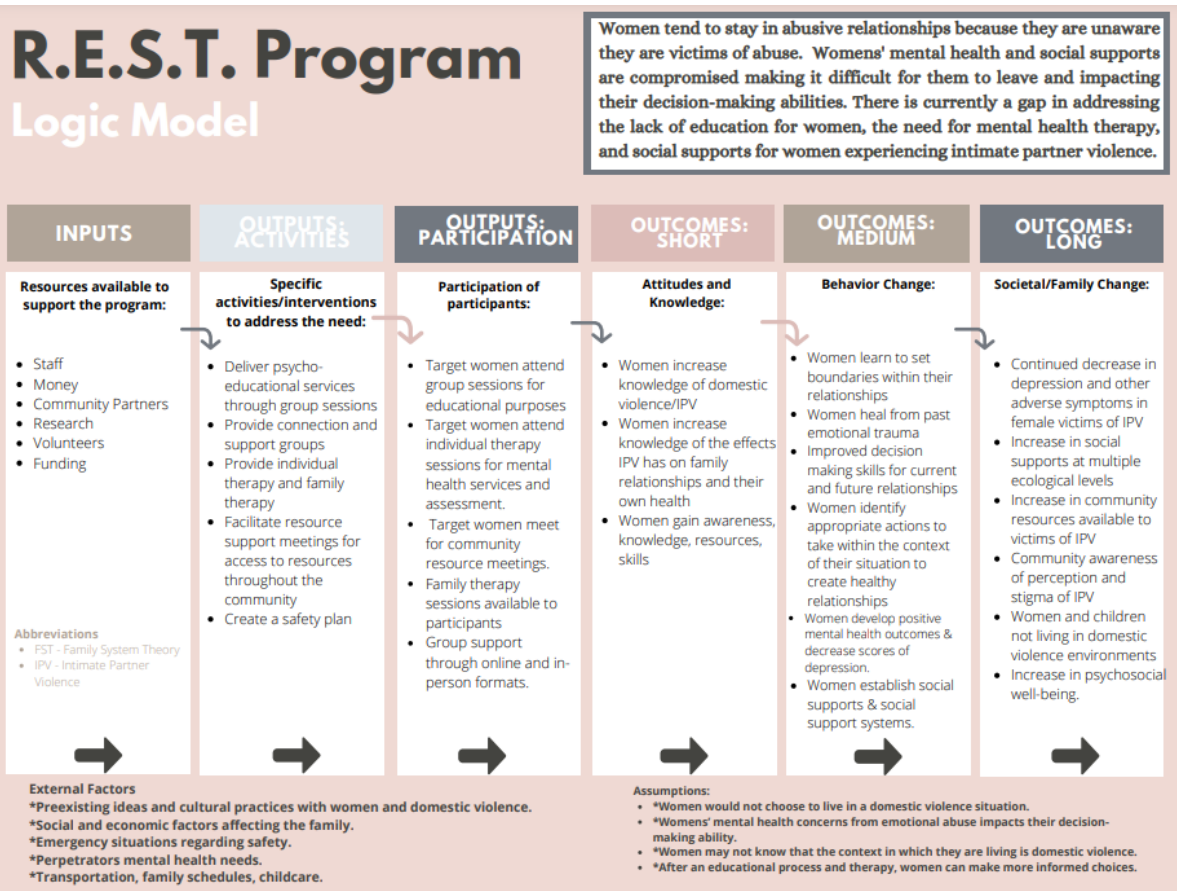 R.E.S.T. Program
Logic Model
Women tend to stay in abusive relationships because they are unaware
they are victims of abuse. Womens' mental health and social supports
are compromised making it difficult for them to leave and impacting
their decision-making abilities. There is currently a gap in addressing
the lack of education for women, the need for mental health therapy,
and social supports for women experiencing intimate partner violence.
INPUTS
Resources available to
support the program:
• Staff
• Money
• Community Partners
• Research
• Volunteers
• Funding
Abbreviations
• FST - Family System Theory
• IPV - Intimate Partner
Violence
OUTPUTS:
ACTIVITIES
Specific
activities/interventions
to address the need:
• Deliver psycho-
educational services
through group sessions
• Provide connection and
support groups
• Provide individual
therapy and family
therapy
• Facilitate resource
support meetings for
access to resources
throughout the
community
• Create a safety plan
OUTPUTS:
PARTICIPATION
Participation of
participants:
• Target women attend
group sessions for
educational purposes
• Target women attend
individual therapy
sessions for mental
health services and
assessment.
• Target women meet
for community
resource meetings.
• Family therapy
sessions available to
participants
• Group support
through online and in-
person formats.
OUTCOMES:
SHORT
Attitudes and
Knowledge:
• Women increase
knowledge of domestic
violence/IPV
• Women increase
knowledge of the effects
IPV has on family
relationships and their
own health
• Women gain awareness,
knowledge, resources,
skills
OUTCOMES:
MEDIUM
Behavior Change:
• Women learn to set
boundaries within their
relationships
• Women heal from past
emotional trauma
• Improved decision
making skills for current
and future relationships
• Women identify
appropriate actions to
take within the context
of their situation to
create healthy
relationships
• Women develop positive
mental health outcomes &
decrease scores of
depression.
• Women establish social
supports & social
support systems.
OUTCOMES:
LONG
Societal/Family Change:
• Continued decrease in
depression and other
adverse symptoms in
female victims of IPV
• Increase in social
supports at multiple
ecological levels
• Increase in community
resources available to
victims of IPV
• Community awareness
of perception and
stigma of IPV
• Women and children
not living in domestic
violence environments
• Increase in psychosocial
well-being.
External Factors
*Preexisting ideas and cultural practices with women and domestic violence.
*Social and economic factors affecting the family.
*Emergency situations regarding safety.
*Perpetrators mental health needs.
*Transportation, family schedules, childcare.
Assumptions:
• *Women would not choose to live in a domestic violence situation.
• *Womens' mental health concerns from emotional abuse impacts their decision-
making ability.
• *Women may not know that the context in which they are living is domestic violence.
• *After an educational process and therapy, women can make more informed choices.